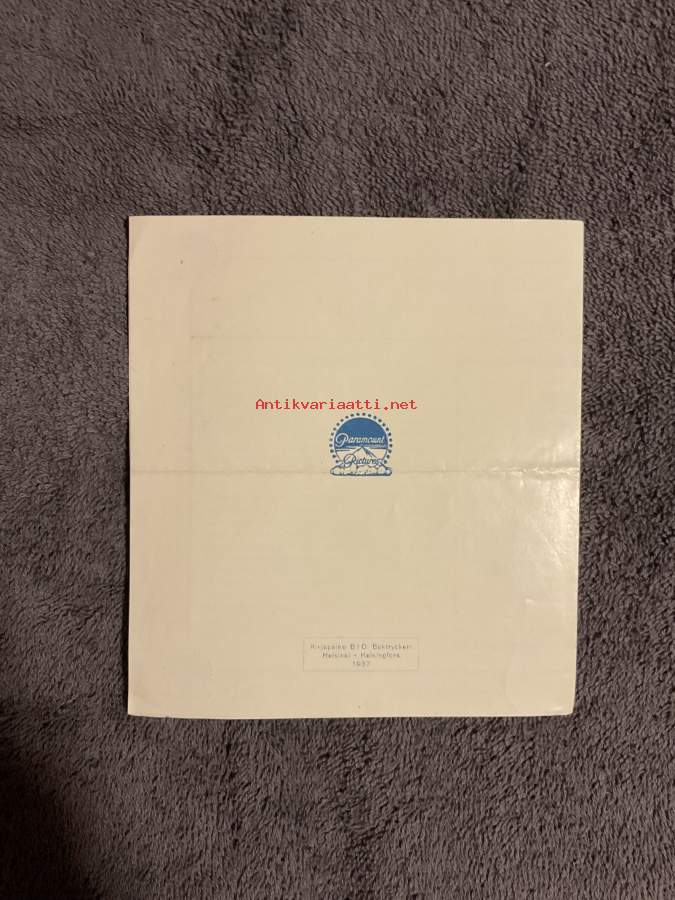 Antikvariaatti.net
Paramount
Pictures
Kirjapaino B.I.O. Boktryckeri
Helsinki - Helsingfors
1937